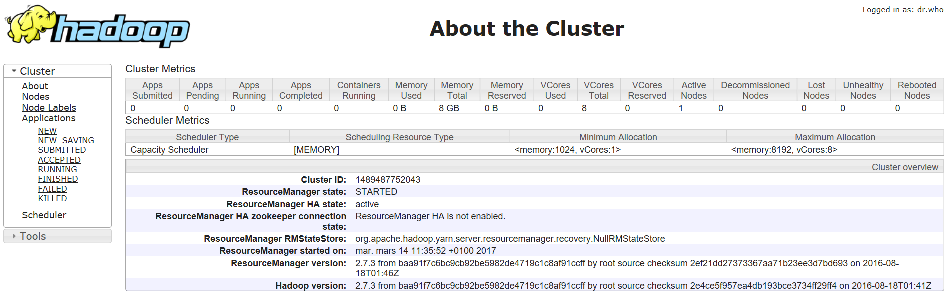 Logged in as: dr.who
hadoop
About the Cluster
Cluster
About
Nodes
Node Labels
Applications
NEW
NEW_SAVING
SUBMITTED
ACCEPTED
RUNNING
FINISHED
FAILED
KILLED
Scheduler
Tools
Cluster Metrics
Apps Submitted Apps Pending Apps Running Apps Completed Containers Running Memory Used Memory Total Memory Reserved VCores Used VCores Total VCores Reserved Active Nodes Decommissioned Nodes Lost Nodes Unhealthy Nodes Rebooted Nodes
0 0 0 0 0 0 B 8 GB 0 B 0 8 0 1 0 0 0 0
Scheduler Metrics
Scheduler Type Scheduling Resource Type Minimum Allocation Maximum Allocation
Capacity Scheduler [MEMORY] <memory:1024, vCores:1> <memory:8192, vCores:8>
Cluster overview
Cluster ID: 1489487752043
ResourceManager state: STARTED
ResourceManager HA state: active
ResourceManager HA zookeeper connection state: ResourceManager HA is not enabled.
ResourceManager RMStateStore: org.apache.hadoop.yarn.server.resourcemanager.recovery.NullRMStateStore
ResourceManager started on: mar. mars 14 11:35:52 +0100 2017
ResourceManager version: 2.7.3 from baa91f7c6bc9cb92be5982de4719c1c8af91ccff by root source checksum 2ef21dd27373367aa71b23ee3d7bd693 on 2016-08-
18T01:46Z
Hadoop version: 2.7.3 from baa91f7c6bc9cb92be5982de4719c1c8af91ccff by root source checksum 2e4ce5f957ea4db193bce3734ff29ff4 on 2016-08-18T01:41Z